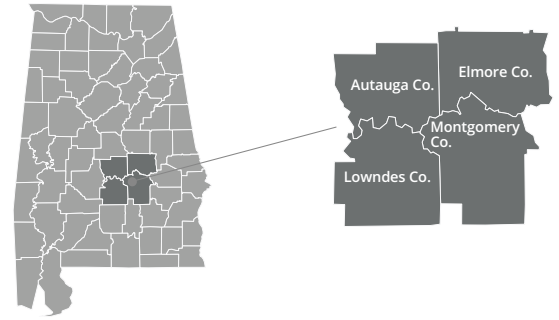 Autauga Co.
Elmore Co.
Montgomery
Co.
Lowndes Co.